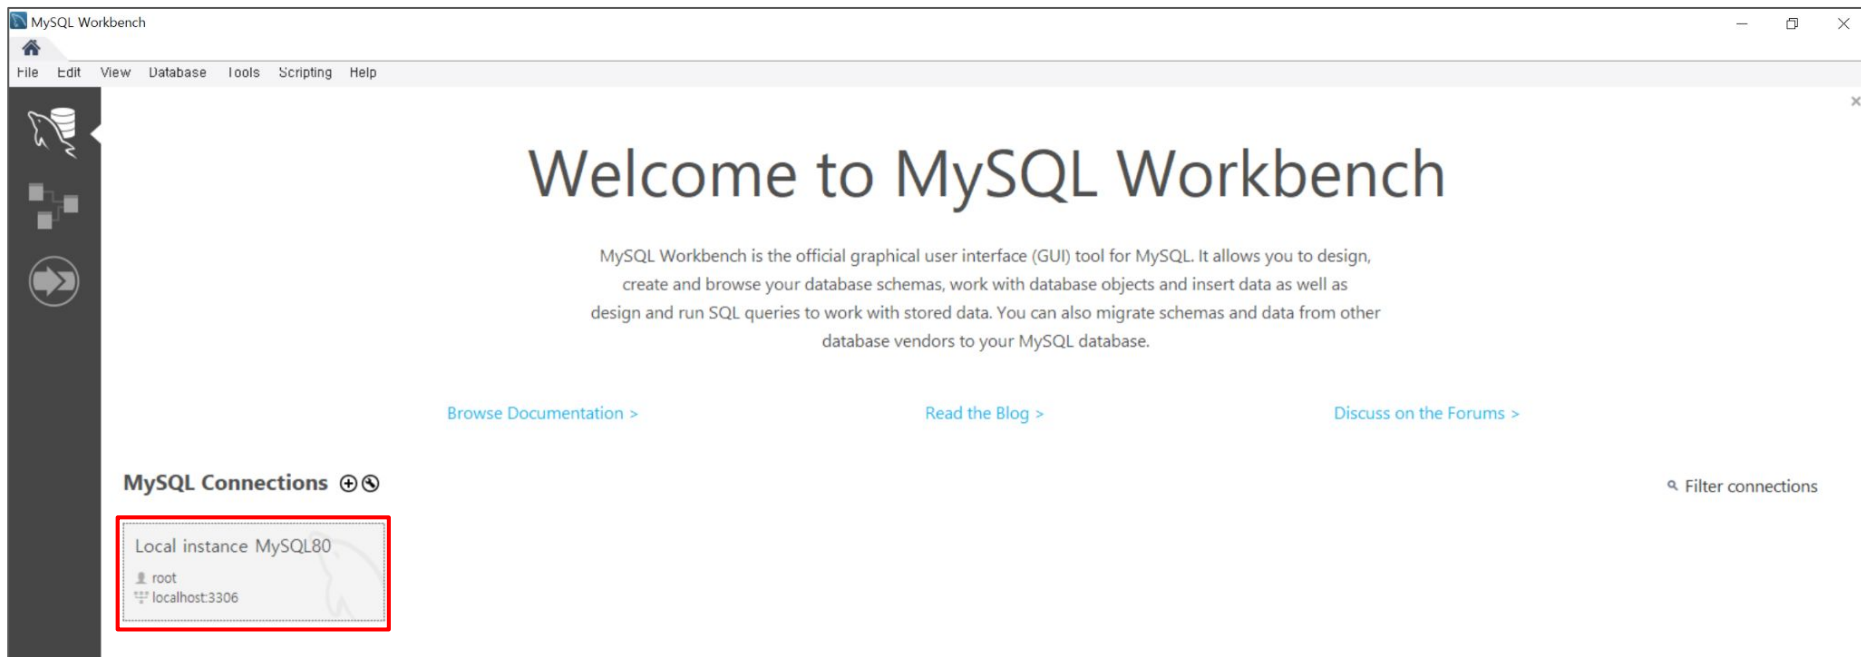 MySQL Workbench
File Edit View Database Tools Scripting Help
Welcome to MySQL Workbench
MySQL Workbench is the official graphical user interface (GUI) tool for MySQL. It allows you to design,
create and browse your database schemas, work with database objects and insert data as well as
design and run SQL queries to work with stored data. You can also migrate schemas and data from other
database vendors to your MySQL database.
Browse Documentation > Read the Blog > Discuss on the Forums >
MySQL Connections Filter connections
Local instance MySQL80
root
localhost:3306